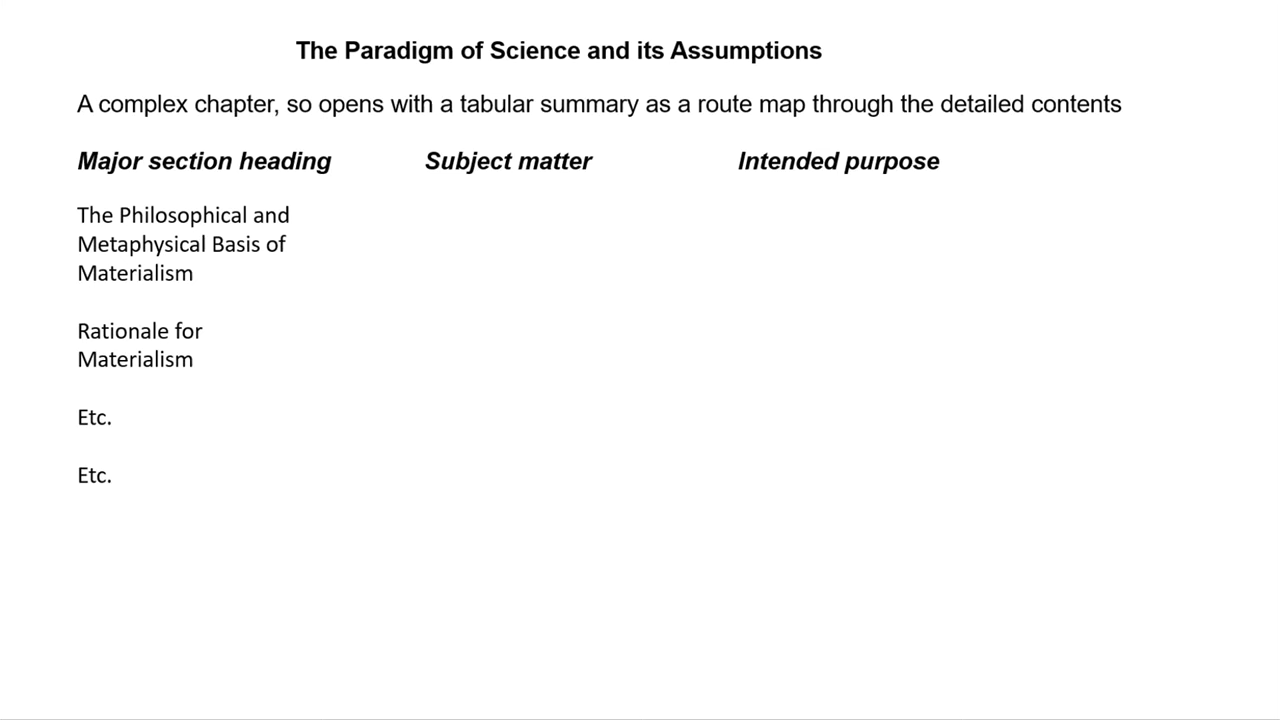 The Paradigm of Science and its Assumptions
A complex chapter, so opens with a tabular summary as a route map through the detailed contents
Major section heading Subject matter Intended purpose
The Philosophical and
Metaphysical Basis of
Materialism
Rationale for
Materialism
Etc.
Etc.